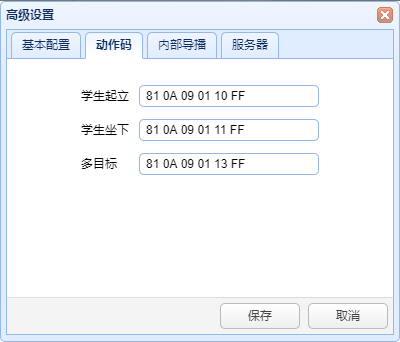 高级设置
基本配置 动作码 内部导播 服务器
学生起立 81 0A 09 01 10 FF
学生坐下 81 0A 09 01 11 FF
多目标 81 0A 09 01 13 FF
保存 取消